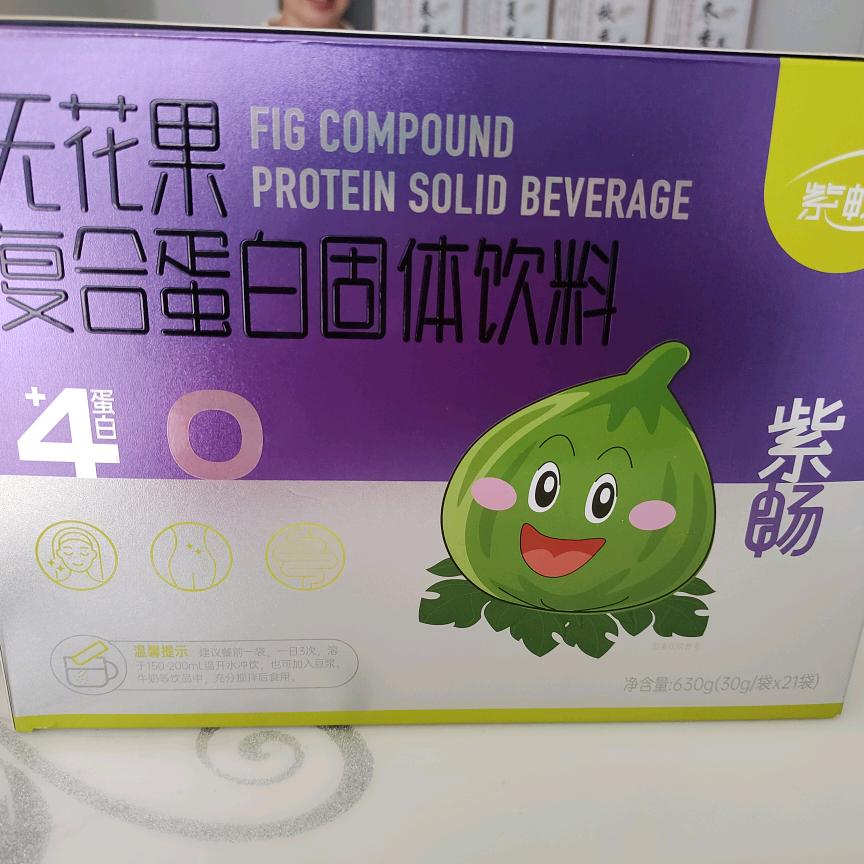 无花果
FIG COMPOUND
PROTEIN SOLID BEVERAGE
复合蛋白固体饮料
紫畅
+4蛋白
0
紫畅
温馨提示 建议餐前一袋，一日3次，溶
于150-200mL温开水冲饮，也可加入豆浆、
牛奶等饮品中，充分搅拌后食用。
净含量:630g(30g/袋x21袋)